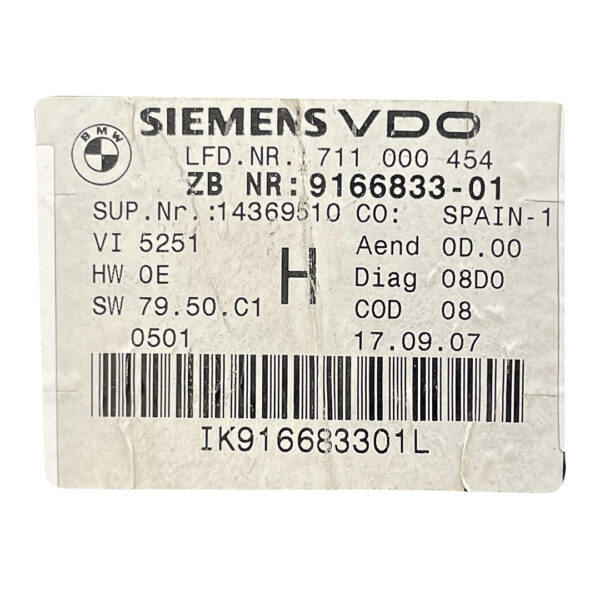 BMW
SIEMENS VDO
LFD.NR.: 711 000 454
ZB NR: 9166833-01
SUP.Nr.:14369510 CO: SPAIN-1
VI 5251 Aend 0D.00
HW 0E H Diag 08D0
SW 79.50.C1 COD 08
0501 17.09.07
IK916683301L